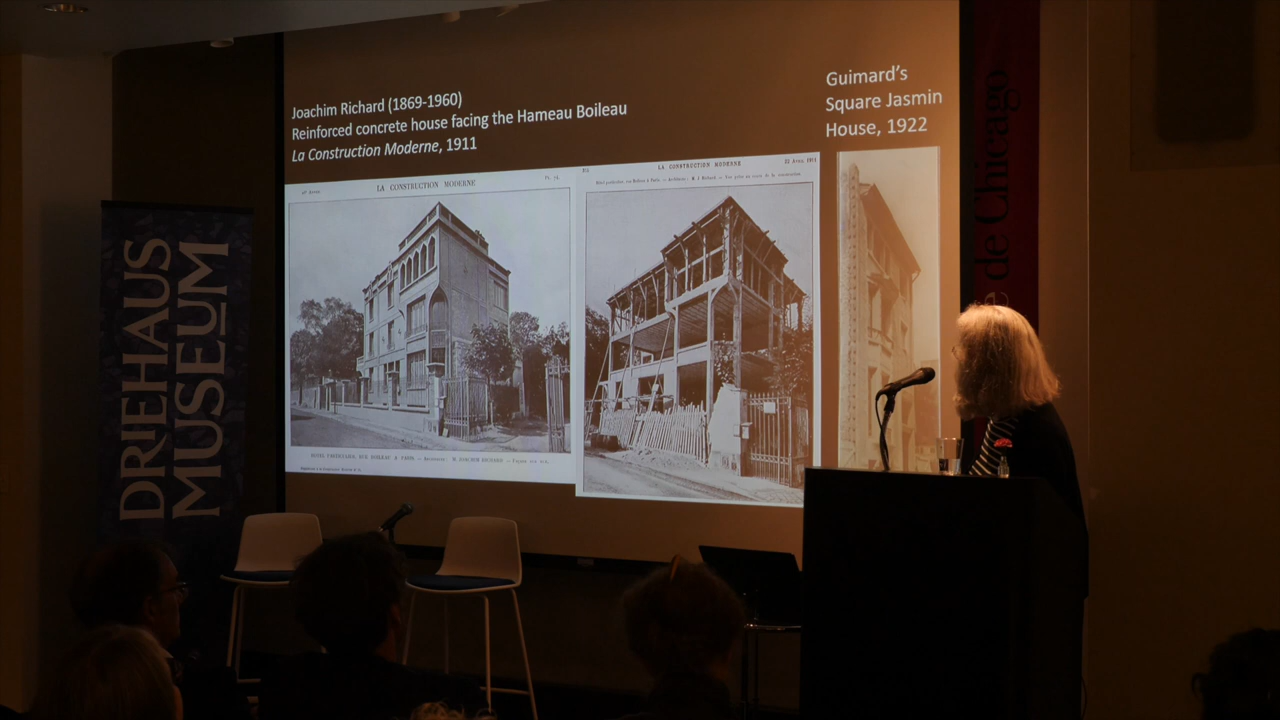 Joachim Richard (1869-1960)
Reinforced concrete house facing the Hameau Boileau
La Construction Moderne, 1911
Guimard's
Square Jasmin
House, 1922
LA CONSTRUCTION MODERNE
LA CONSTRUCTION MODERNE
DRIEHAUS
MUSEUM
de Chicago